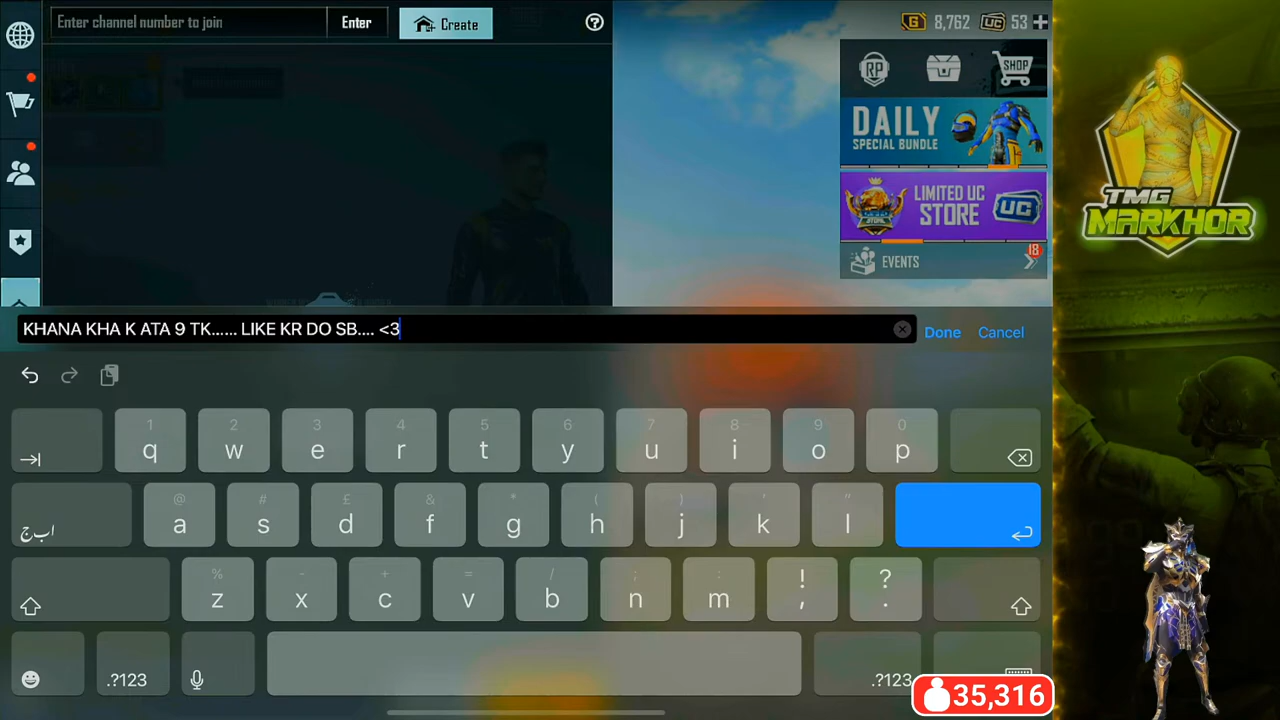 Enter channel number to join
Enter
Create
?
G 8,762 UC 53
RP
SHOP
DAILY
SPECIAL BUNDLE
LIMITED UC
STORE
UC
EVENTS
18
TMG
MARKHOR
KHANA KHA K ATA 9 TK...... LIKE KR DO SB.... <3
Done
Cancel
1 2 3 4 5 6 7 8 9 0
q w e r t y u i o p
@ # £ & * ( ) ' "
ا ب ج a s d f g h j k l
% - + = / ; : ! ?
z x c v b n m , .
.?123
.?123
35,316